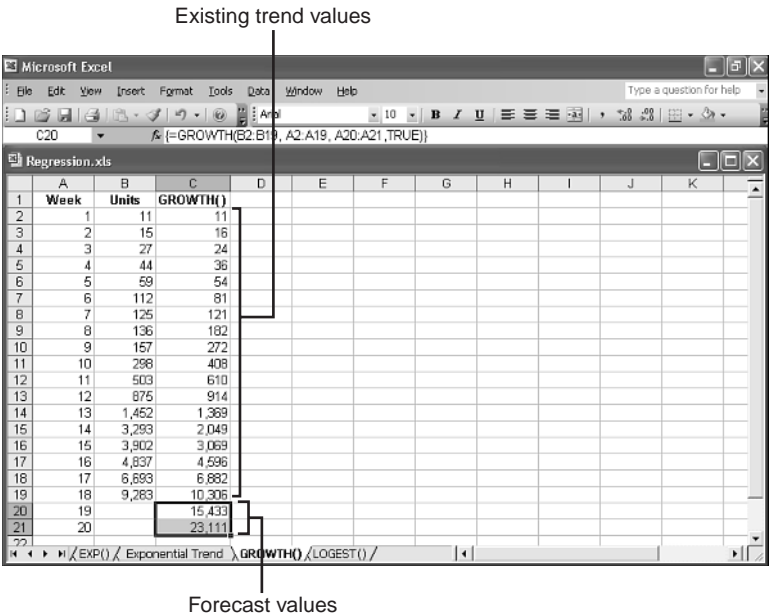 Existing trend values
Microsoft Excel
File Edit View Insert Format Tools Data Window Help Type a question for help
Arial 10 B I U
C20 fx {=GROWTH(B2:B19, A2:A19, A20:A21,TRUE)}
Regression.xls
A B C D E F G H I J K
1 Week Units GROWTH()
2 1 11 11
3 2 15 16
4 3 27 24
5 4 44 36
6 5 59 54
7 6 112 81
8 7 125 121
9 8 136 182
10 9 157 272
11 10 298 408
12 11 503 610
13 12 875 914
14 13 1,452 1,369
15 14 3,293 2,049
16 15 3,902 3,069
17 16 4,837 4,596
18 17 6,693 6,882
19 18 9,283 10,306
20 19 15,433
21 20 23,111
22
EXP() Exponential Trend GROWTH() LOGEST()
Forecast values